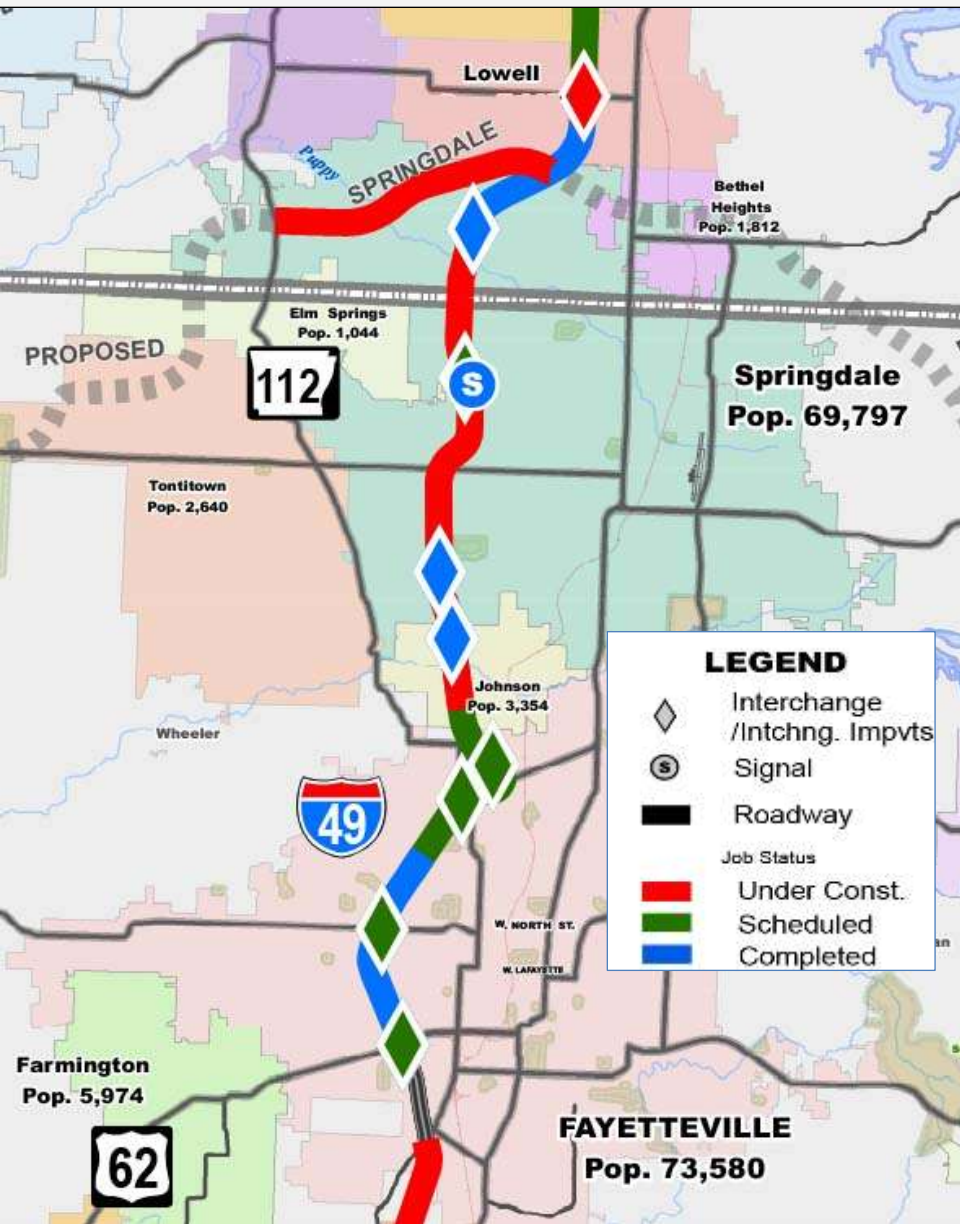 Lowell
SPRINGDALE
Puppy
Bethel
Heights
Pop. 1,812
Elm Springs
Pop. 1,044
PROPOSED
112
S
Springdale
Pop. 69,797
Tontitown
Pop. 2,640
Johnson
Pop. 3,354
Wheeler
49
LEGEND
Interchange
/Intchng. Impvts
S
Signal
Roadway
Job Status
Under Const.
Scheduled
Completed
W. NORTH ST.
W. LAFAYETTE
Farmington
Pop. 5,974
62
FAYETTEVILLE
Pop. 73,580